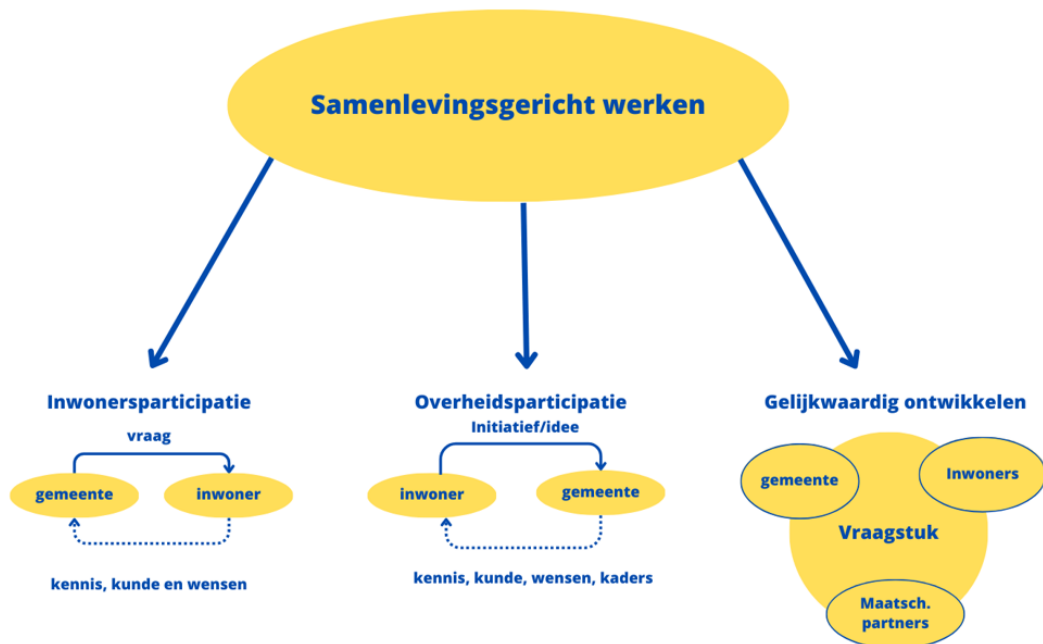 Samenlevingsgericht werken
Inwonersparticipatie
vraag
gemeente
inwoner
kennis, kunde en wensen
Overheidsparticipatie
Initiatief/idee
inwoner
gemeente
kennis, kunde, wensen, kaders
Gelijkwaardig ontwikkelen
gemeente
Inwoners
Vraagstuk
Maatsch.
partners